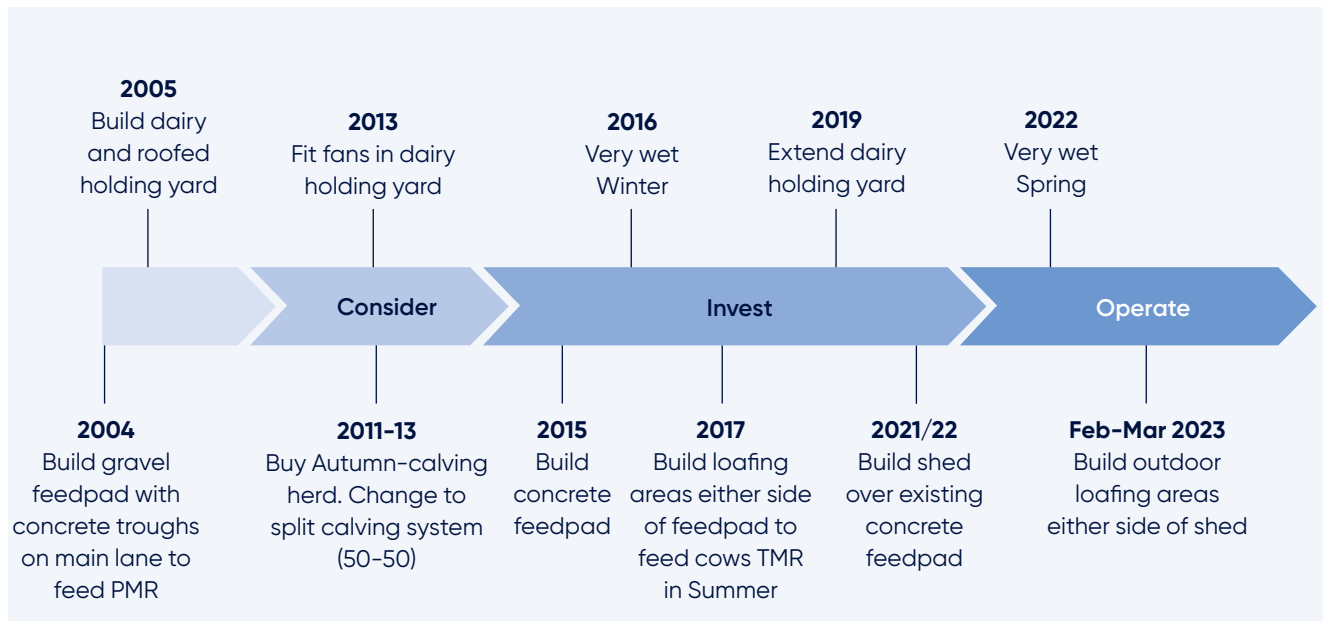 2005
Build dairy
and roofed
holding yard
2013
Fit fans in dairy
holding yard
2016
Very wet
Winter
2019
Extend dairy
holding yard
2022
Very wet
Spring
Consider
Invest
Operate
2004
Build gravel
feedpad with
concrete troughs
on main lane to
feed PMR
2011-13
Buy Autumn-calving
herd. Change to
split calving system
(50-50)
2015
Build
concrete
feedpad
2017
Build loafing
areas either side
of feedpad to
feed cows TMR
in Summer
2021/22
Build shed
over existing
concrete
feedpad
Feb-Mar 2023
Build outdoor
loafing areas
either side of shed